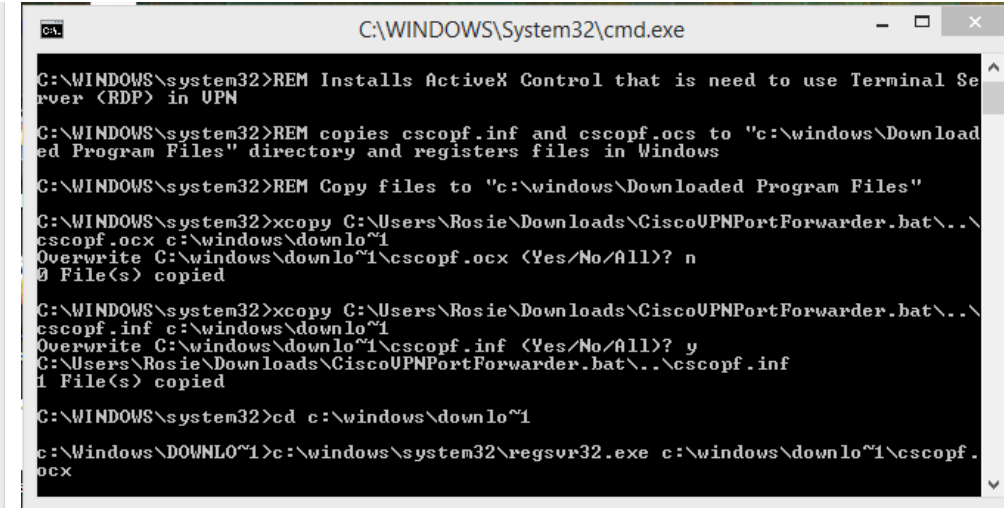 C:\WINDOWS\System32\cmd.exe
C:\WINDOWS\system32>REM Installs ActiveX Control that is need to use Terminal Se
rver (RDP) in VPN
C:\WINDOWS\system32>REM copies cscopf.inf and cscopf.ocs to "c:\windows\Download
ed Program Files" directory and registers files in Windows
C:\WINDOWS\system32>REM Copy files to "c:\windows\Downloaded Program Files"
C:\WINDOWS\system32>xcopy C:\Users\Rosie\Downloads\CiscoVPNPortForwarder.bat\..\
cscopf.ocx c:\windows\downlo~1
Overwrite C:\windows\downlo~1\cscopf.ocx (Yes/No/All)? n
0 File(s) copied
C:\WINDOWS\system32>xcopy C:\Users\Rosie\Downloads\CiscoVPNPortForwarder.bat\..\
cscopf.inf c:\windows\downlo~1
Overwrite C:\windows\downlo~1\cscopf.inf (Yes/No/All)? y
C:\Users\Rosie\Downloads\CiscoVPNPortForwarder.bat\..\cscopf.inf
1 File(s) copied
C:\WINDOWS\system32>cd c:\windows\downlo~1
c:\Windows\DOWNLO~1>c:\windows\system32\regsvr32.exe c:\windows\downlo~1\cscopf.
ocx